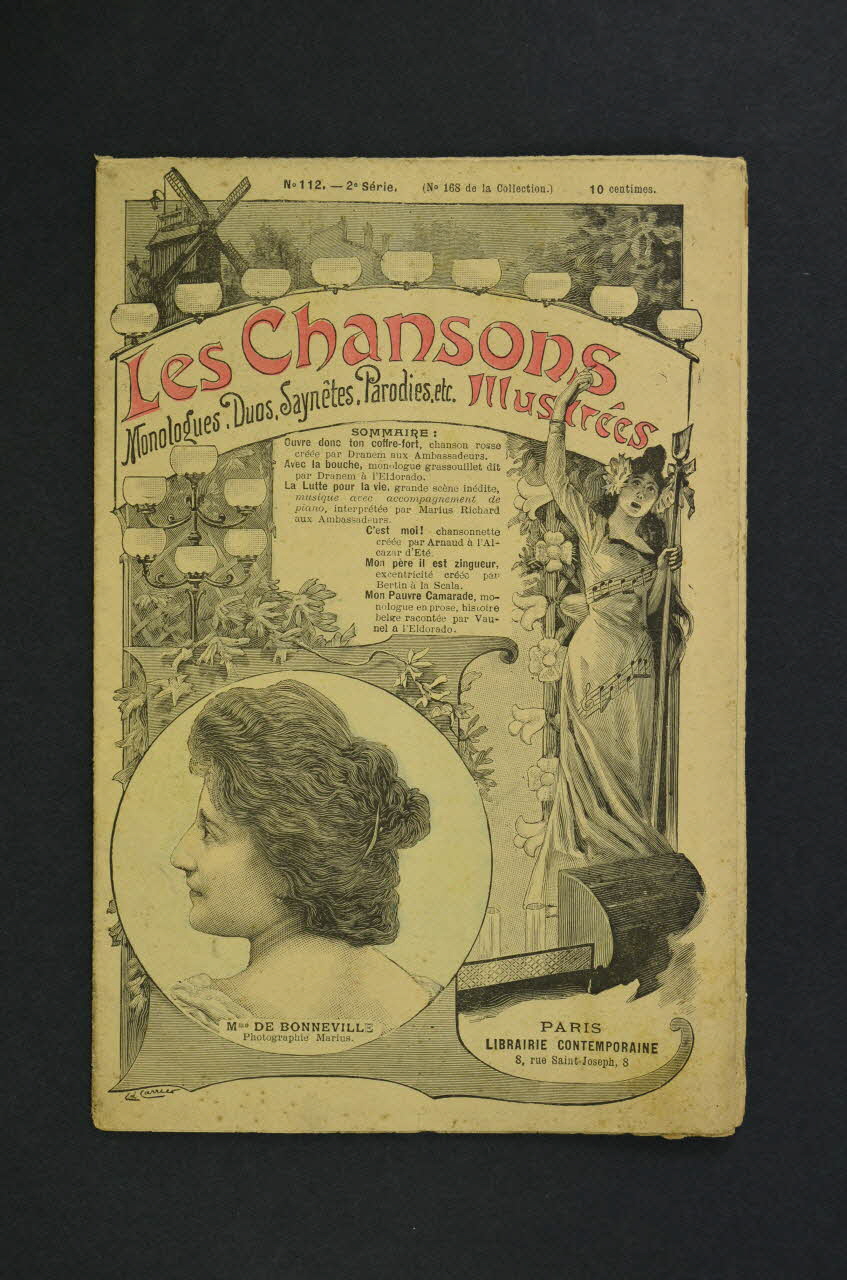 No 112. — 2e Série. (No 168 de la Collection.) 10 centimes.
Les Chansons
Illustrées
Monologues, Duos, Saynêtes, Parodies, etc.
SOMMAIRE :
Ouvre donc ton coffre-fort, chanson rosse
créée par Dranem aux Ambassadeurs.
Avec la bouche, monologue grassouillet dit
par Dranem à l'Eldorado.
La Lutte pour la vie, grande scène inédite,
musique avec accompagnement de
piano, interprétée par Marius Richard
aux Ambassadeurs.
C'est moi! chansonnette
créée par Arnaud à l'Al-
cazar d'Eté.
Mon père il est zingueur,
excentricité créée par
Bertin à la Scala.
Mon Pauvre Camarade, mo-
nologue en prose, histoire
belge racontée par Vau-
nel à l'Eldorado.
DE BONNEVILLE
Photographie Marius.
PARIS
LIBRAIRIE CONTEMPORAINE
8, rue Saint-Joseph, 8